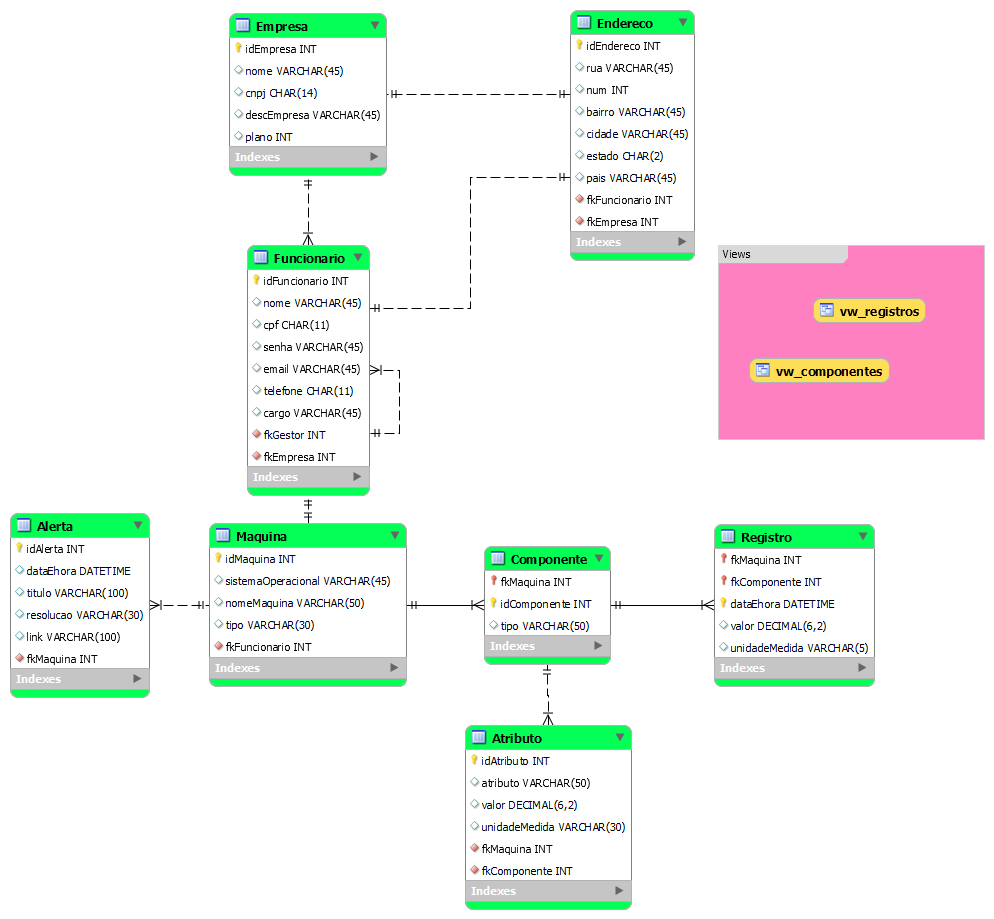 Empresa
idEmpresa INT
nome VARCHAR(45)
cnpj CHAR(14)
descEmpresa VARCHAR(45)
plano INT
Indexes
Endereco
idEndereco INT
rua VARCHAR(45)
num INT
bairro VARCHAR(45)
cidade VARCHAR(45)
estado CHAR(2)
pais VARCHAR(45)
fkFuncionario INT
fkEmpresa INT
Indexes
Funcionario
idFuncionario INT
nome VARCHAR(45)
cpf CHAR(11)
senha VARCHAR(45)
email VARCHAR(45)
telefone CHAR(11)
cargo VARCHAR(45)
fkGestor INT
fkEmpresa INT
Indexes
Views
vw_registros
vw_componentes
Alerta
idAlerta INT
dataEhora DATETIME
titulo VARCHAR(100)
resolucao VARCHAR(30)
link VARCHAR(100)
fkMaquina INT
Indexes
Maquina
idMaquina INT
sistemaOperacional VARCHAR(45)
nomeMaquina VARCHAR(50)
tipo VARCHAR(30)
fkFuncionario INT
Indexes
Componente
fkMaquina INT
idComponente INT
tipo VARCHAR(50)
Indexes
Registro
fkMaquina INT
fkComponente INT
dataEhora DATETIME
valor DECIMAL(6,2)
unidadeMedida VARCHAR(5)
Indexes
Atributo
idAtributo INT
atributo VARCHAR(50)
valor DECIMAL(6,2)
unidadeMedida VARCHAR(30)
fkMaquina INT
fkComponente INT
Indexes